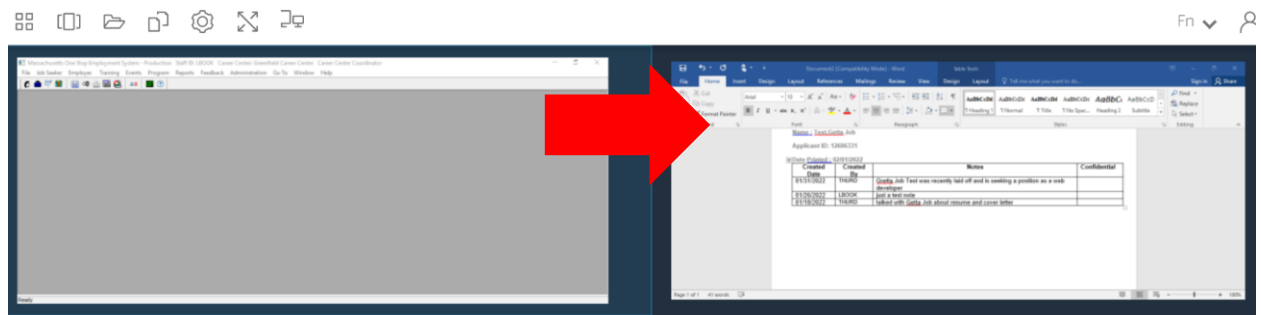 Fn
Massachusetts One Stop Employment System - Production Staff ID: LBOOK Career Center: Greenfield Career Center Career Center Coordinator
File Job Seeker Employer Training Events Program Reports Feedback Administration Go To Window Help
Ready
Document2 [Compatibility Mode] - Word Table Tools
File Home Insert Design Layout References Mailings Review View Design Layout Tell me what you want to do... Sign in Share
Cut
Copy
Format Painter
Arial 10
AaBbCcDc AaBbCcDc AaBbCcDd AaBbCcDc AaBbCc AaBbCcD
Heading 1 ¶ Normal ¶ Title ¶ No Spac... Heading 2 Subtitle
Find
Replace
Select
Font Paragraph Styles Editing
Name : Test,Getta Job
Applicant ID: 12686331
Date Printed : 02/01/2022
Created Date Created By Notes Confidential
01/31/2022 THURD Gretta Job Test was recently laid off and is seeking a position as a web developer
01/26/2022 LBOOK just a test note
01/18/2022 THURD talked with Getta Job about resume and cover letter
Page 1 of 1 41 words 100%